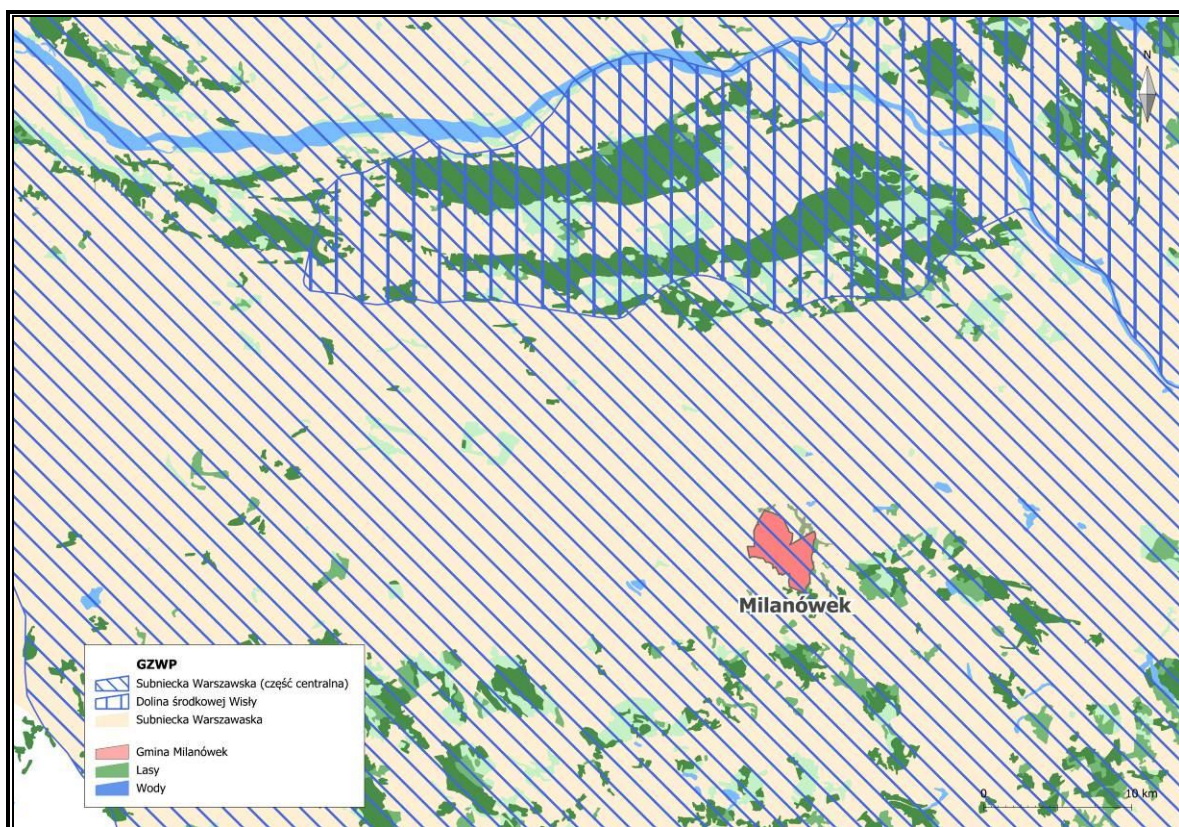 N
Milanówek
GZWP
Subniecka Warszawska (część centralna)
Dolina środkowej Wisły
Subniecka Warszawaska
Gmina Milanówek
Lasy
Wody
0 10 km